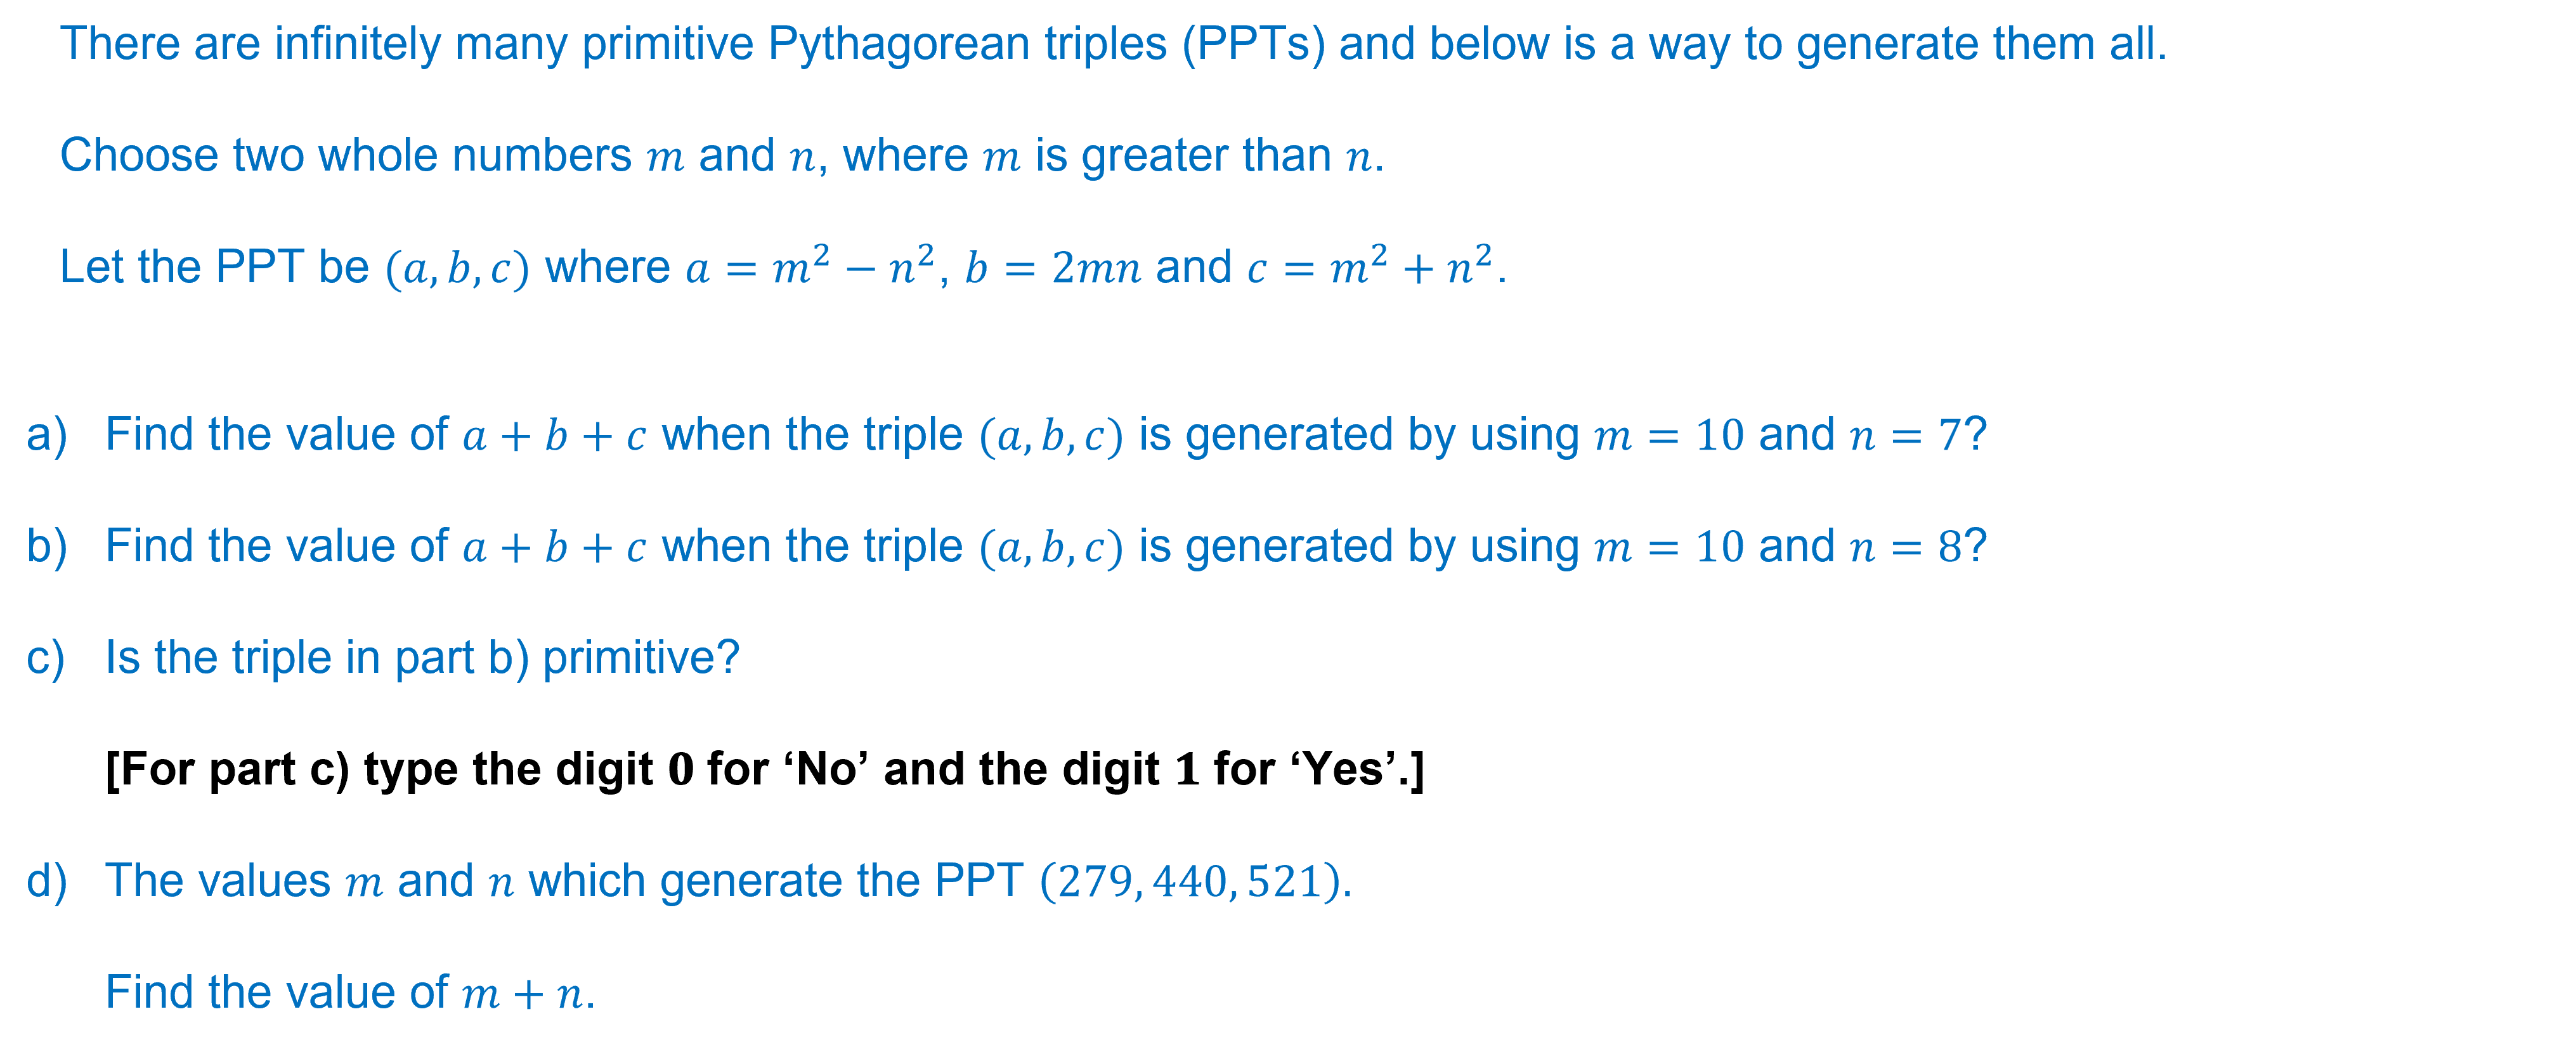 There are infinitely many primitive Pythagorean triples (PPTs) and below is a way to generate them all.
Choose two whole numbers m and n, where m is greater than n.
Let the PPT be (a, b, c) where a = m² − n², b = 2mn and c = m² + n².
a) Find the value of a + b + c when the triple (a, b, c) is generated by using m = 10 and n = 7?
b) Find the value of a + b + c when the triple (a, b, c) is generated by using m = 10 and n = 8?
c) Is the triple in part b) primitive?
[For part c) type the digit 0 for ‘No’ and the digit 1 for ‘Yes’.]
d) The values m and n which generate the PPT (279, 440, 521).
Find the value of m + n.